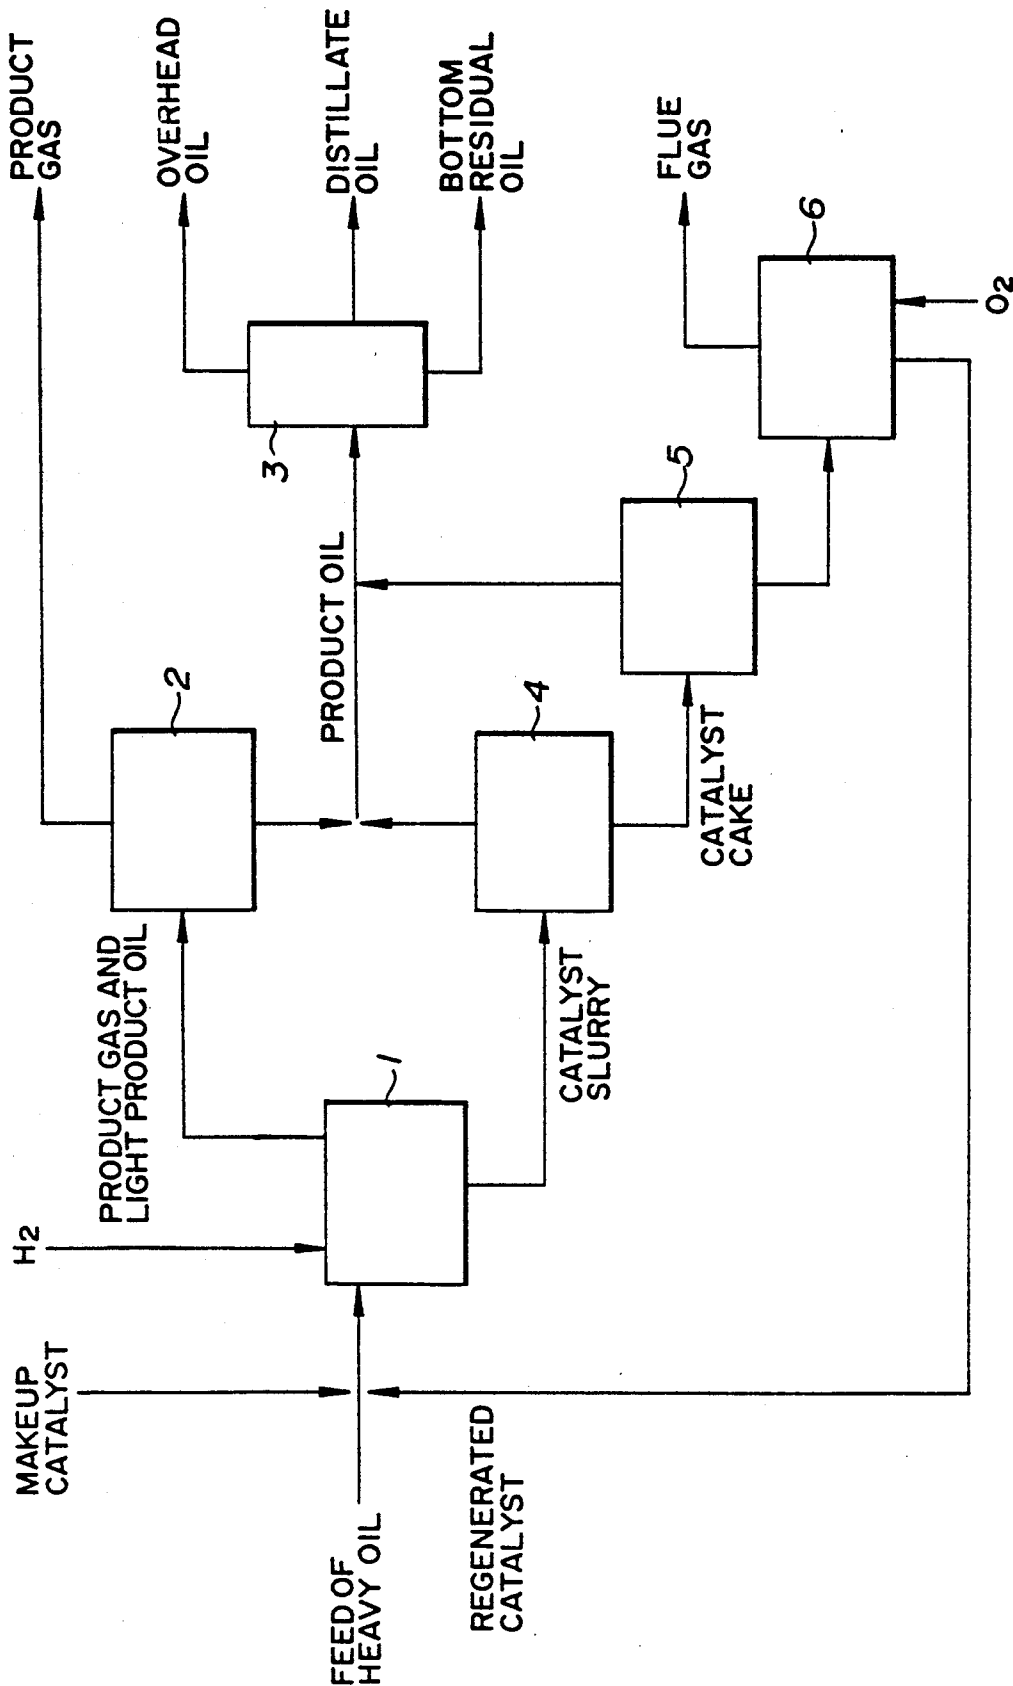 MAKEUP
CATALYST
H2
PRODUCT GAS AND
LIGHT PRODUCT OIL
PRODUCT
GAS
OVERHEAD
OIL
DISTILLATE
OIL
BOTTOM
RESIDUAL
OIL
FEED OF
HEAVY OIL
1
2
PRODUCT OIL
3
REGENERATED
CATALYST
CATALYST
SLURRY
4
CATALYST
CAKE
5
FLUE
GAS
6
O2